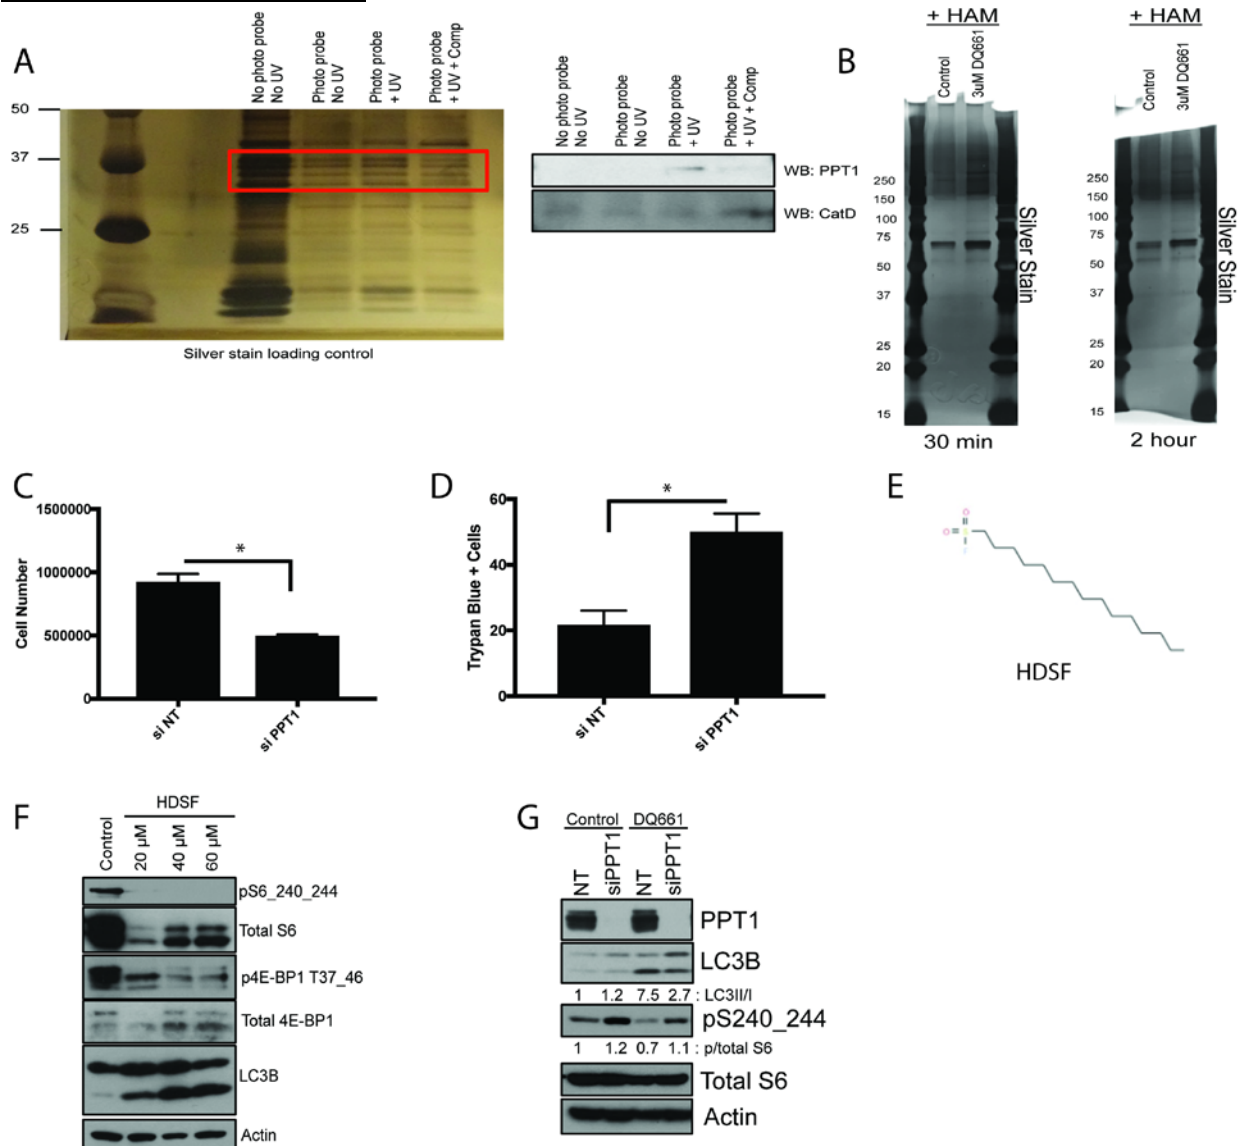 A
No photo probe
No UV
Photo probe
No UV
Photo probe
+ UV
Photo probe
+ UV + Comp
50
37
25
Silver stain loading control
No photo probe
No UV
Photo probe
No UV
Photo probe
+ UV
Photo probe
+ UV + Comp
WB: PPT1
WB: CatD
B
+ HAM
Control
3uM DQ661
250
150
100
75
50
37
25
20
15
Silver Stain
30 min
+ HAM
Control
3uM DQ661
250
150
100
75
50
37
25
20
15
Silver Stain
2 hour
C
Cell Number
1500000
1000000
500000
0
*
si NT
si PPT1
D
Trypan Blue + Cells
60
40
20
0
*
si NT
si PPT1
E
O
O
S
F
HDSF
F
HDSF
Control
20 µM
40 µM
60 µM
pS6_240_244
Total S6
p4E-BP1 T37_46
Total 4E-BP1
LC3B
Actin
G
Control DQ661
NT
siPPT1
NT
siPPT1
PPT1
LC3B
1 1.2 7.5 2.7 : LC3II/I
pS240_244
1 1.2 0.7 1.1 : p/total S6
Total S6
Actin